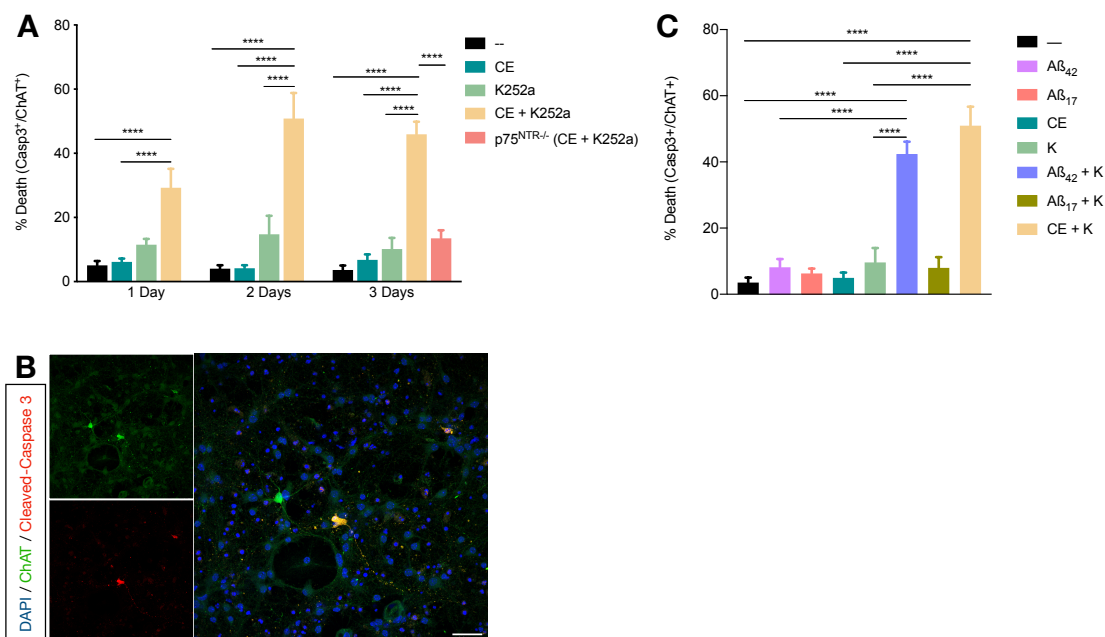 A
% Death (Casp3⁺/ChAT⁺)
80
60
40
20
0
**** **** **** ****
**** **** ****
**** **** ****
**** ****
1 Day 2 Days 3 Days
--
CE
K252a
CE + K252a
p75ᴺᵀᴿ⁻/⁻ (CE + K252a)
C
% Death (Casp3+/ChAT+)
80
60
40
20
0
****
****
****
****
****
****
—
Aß₄₂
Aß₁₇
CE
K
Aß₄₂ + K
Aß₁₇ + K
CE + K
B
DAPI / ChAT / Cleaved-Caspase 3